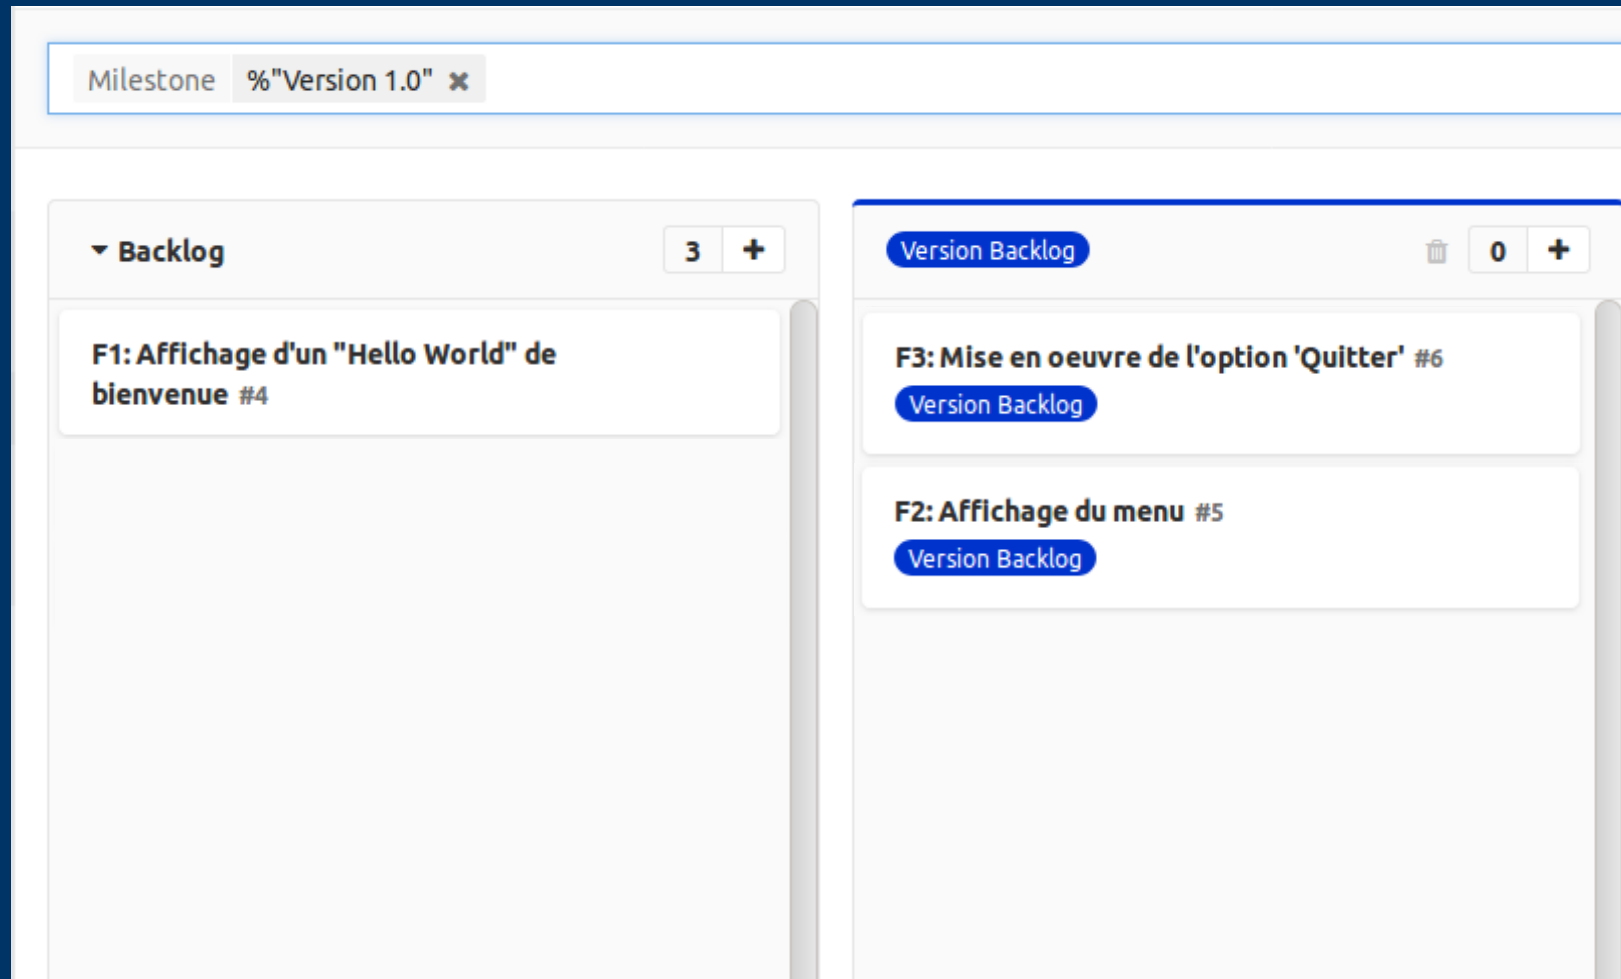 Milestone %"Version 1.0" ✖
Backlog 3 +
F1: Affichage d'un "Hello World" de
bienvenue #4
Version Backlog 0 +
F3: Mise en oeuvre de l'option 'Quitter' #6
Version Backlog
F2: Affichage du menu #5
Version Backlog